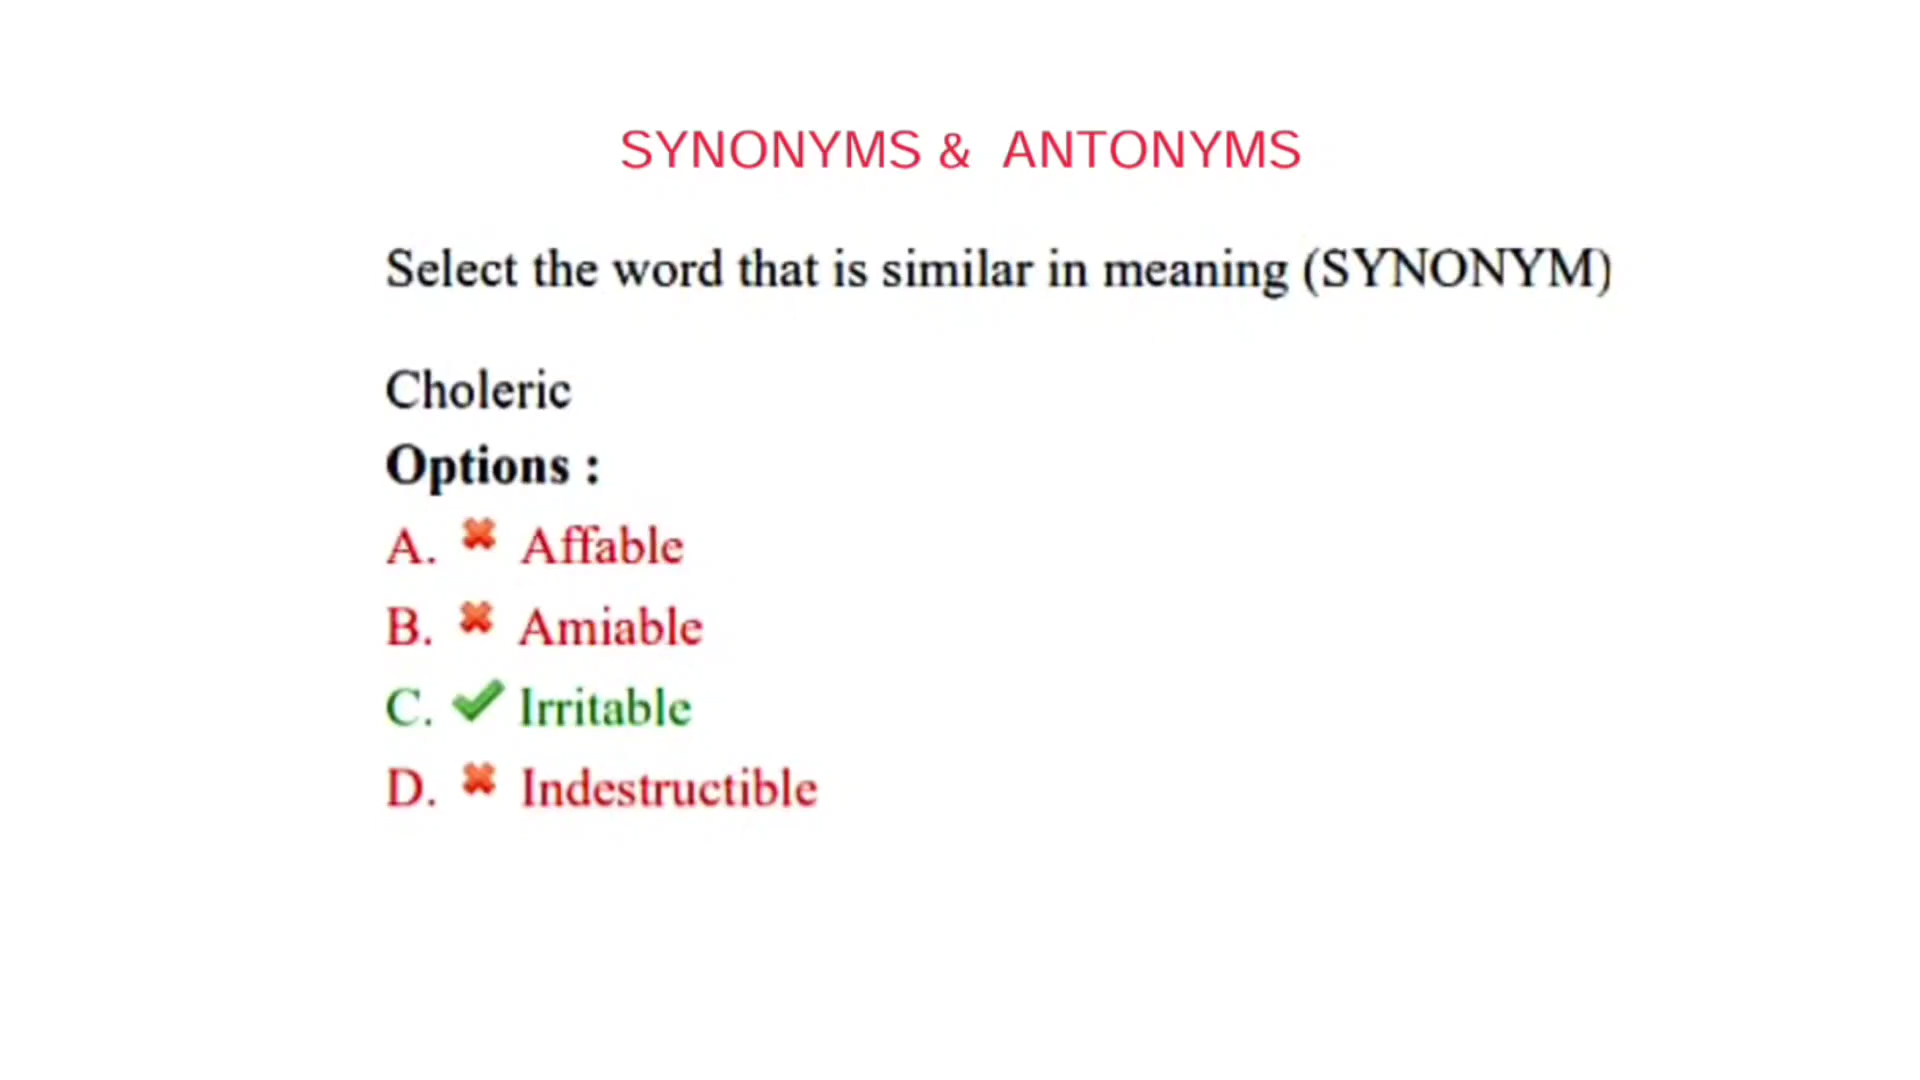 SYNONYMS & ANTONYMS
Select the word that is similar in meaning (SYNONYM)
Choleric
Options :
A. Affable
B. Amiable
C. Irritable
D. Indestructible